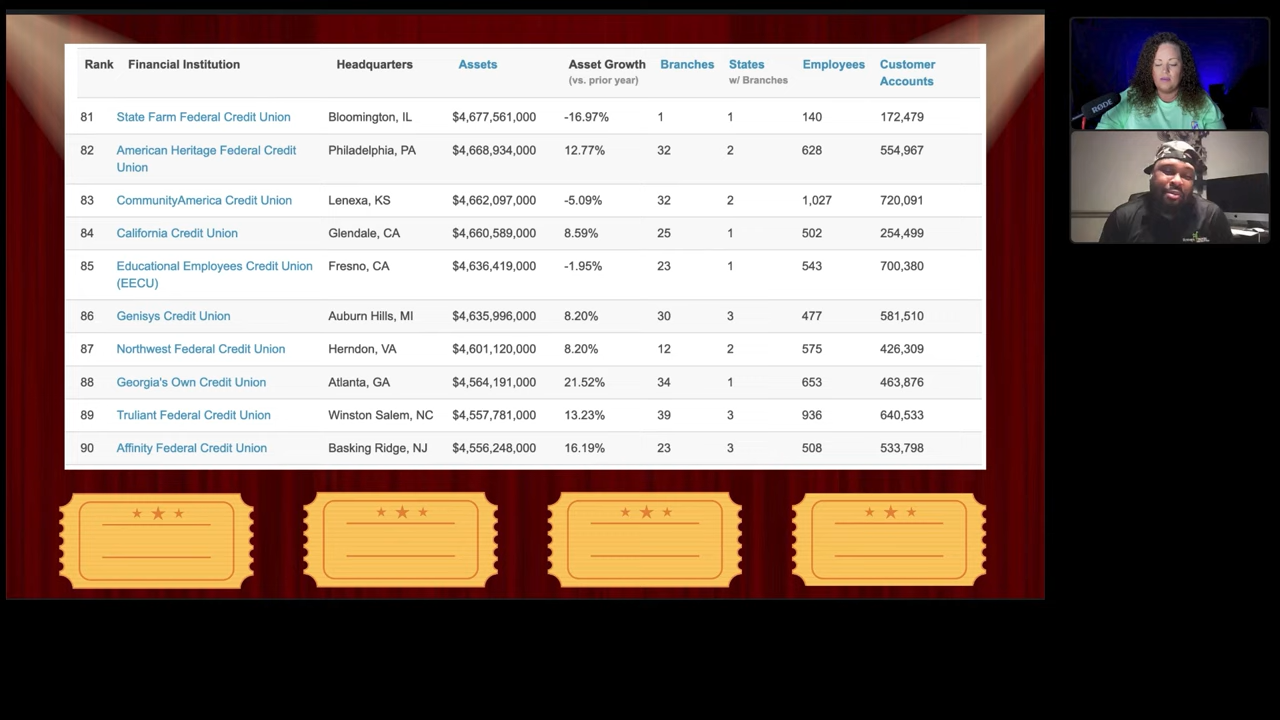 Rank Financial Institution Headquarters Assets Asset Growth Branches States Employees Customer
(vs. prior year) w/ Branches Accounts
81 State Farm Federal Credit Union Bloomington, IL $4,677,561,000 -16.97% 1 1 140 172,479
82 American Heritage Federal Credit Philadelphia, PA $4,668,934,000 12.77% 32 2 628 554,967
Union
83 CommunityAmerica Credit Union Lenexa, KS $4,662,097,000 -5.09% 32 2 1,027 720,091
84 California Credit Union Glendale, CA $4,660,589,000 8.59% 25 1 502 254,499
85 Educational Employees Credit Union Fresno, CA $4,636,419,000 -1.95% 23 1 543 700,380
(EECU)
86 Genisys Credit Union Auburn Hills, MI $4,635,996,000 8.20% 30 3 477 581,510
87 Northwest Federal Credit Union Herndon, VA $4,601,120,000 8.20% 12 2 575 426,309
88 Georgia's Own Credit Union Atlanta, GA $4,564,191,000 21.52% 34 1 653 463,876
89 Truliant Federal Credit Union Winston Salem, NC $4,557,781,000 13.23% 39 3 936 640,533
90 Affinity Federal Credit Union Basking Ridge, NJ $4,556,248,000 16.19% 23 3 508 533,798
RODE